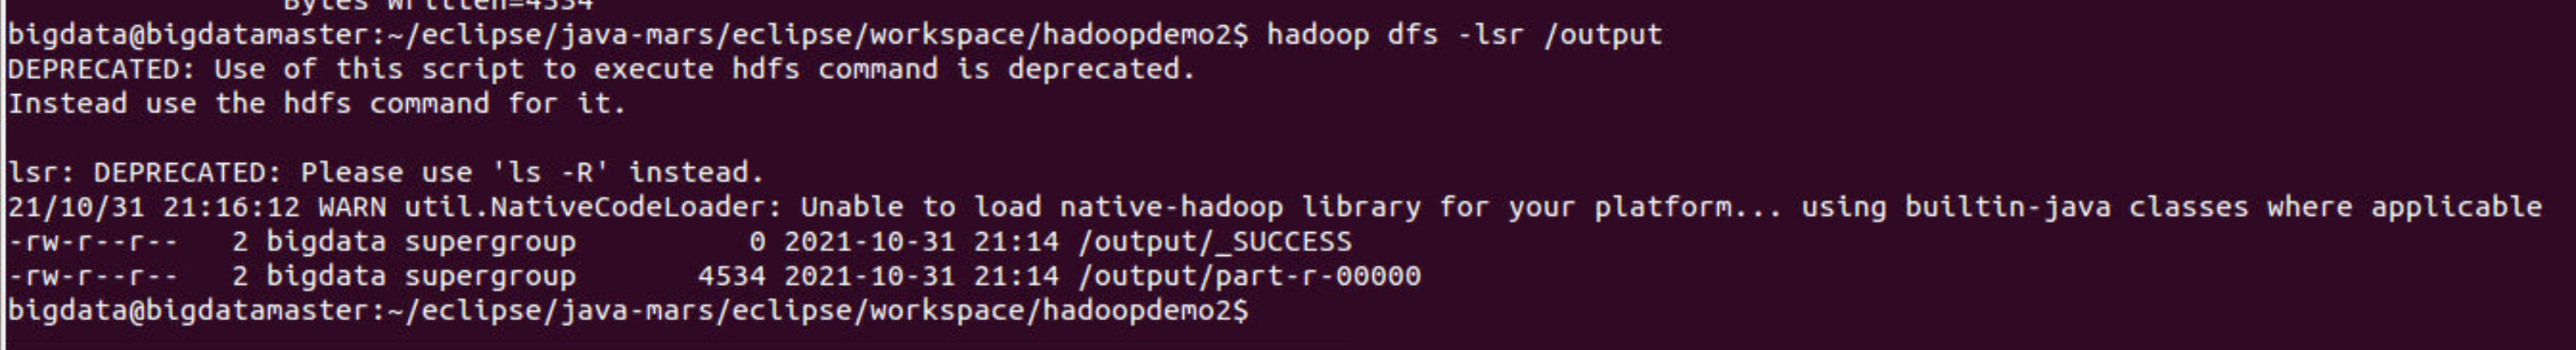 Bytes Written=4534
bigdata@bigdatamaster:~/eclipse/java-mars/eclipse/workspace/hadoopdemo2$ hadoop dfs -lsr /output
DEPRECATED: Use of this script to execute hdfs command is deprecated.
Instead use the hdfs command for it.
lsr: DEPRECATED: Please use 'ls -R' instead.
21/10/31 21:16:12 WARN util.NativeCodeLoader: Unable to load native-hadoop library for your platform... using builtin-java classes where applicable
-rw-r--r--   2 bigdata supergroup          0 2021-10-31 21:14 /output/_SUCCESS
-rw-r--r--   2 bigdata supergroup       4534 2021-10-31 21:14 /output/part-r-00000
bigdata@bigdatamaster:~/eclipse/java-mars/eclipse/workspace/hadoopdemo2$